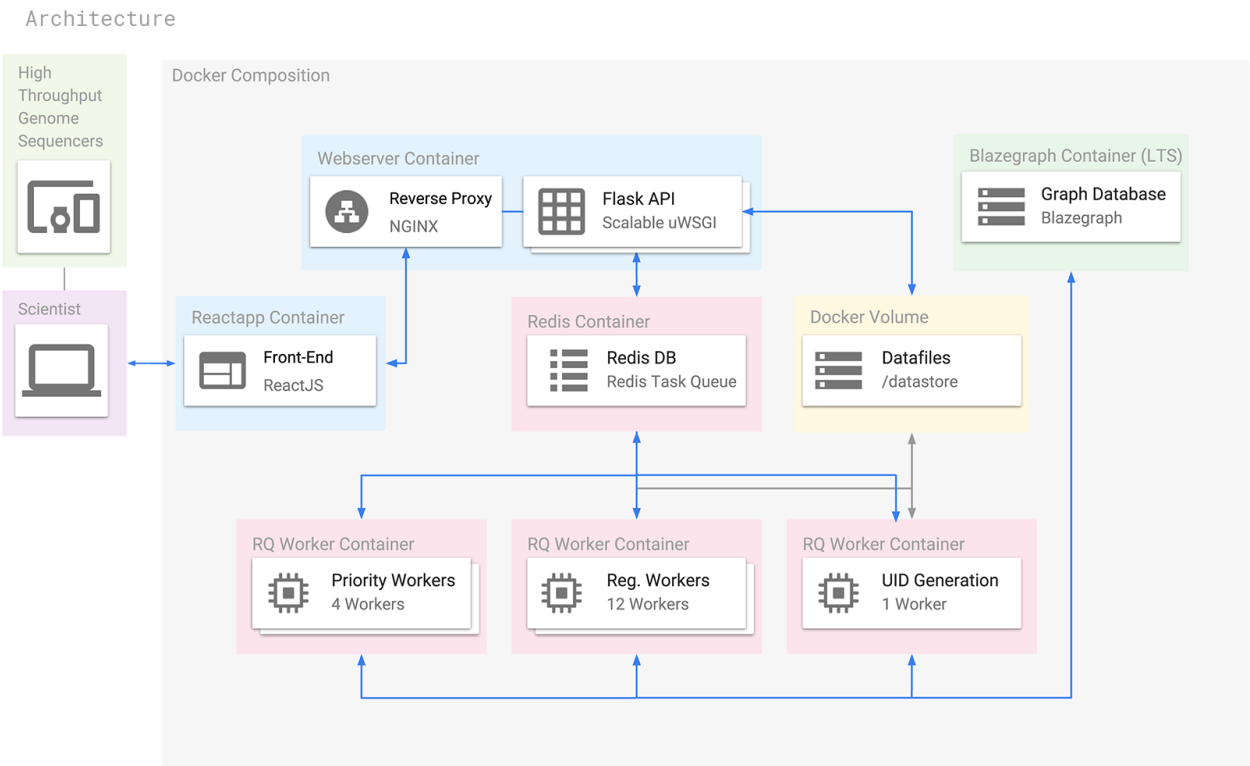 Architecture
High
Throughput
Genome
Sequencers
Scientist
Docker Composition
Webserver Container
Reverse Proxy
NGINX
Flask API
Scalable uWSGI
Blazegraph Container (LTS)
Graph Database
Blazegraph
Reactapp Container
Front-End
ReactJS
Redis Container
Redis DB
Redis Task Queue
Docker Volume
Datafiles
/datastore
RQ Worker Container
Priority Workers
4 Workers
RQ Worker Container
Reg. Workers
12 Workers
RQ Worker Container
UID Generation
1 Worker